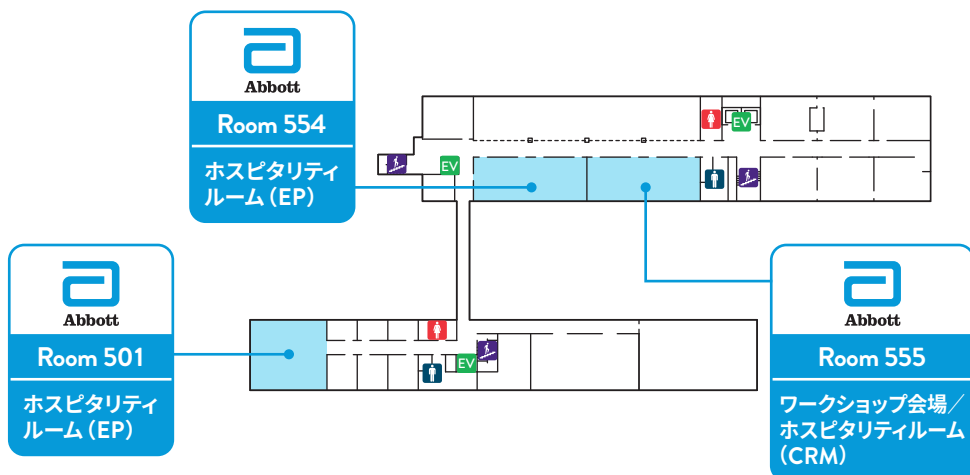 Abbott
Room 554
ホスピタリティ
ルーム（EP）
EV
EV
Abbott
Room 501
ホスピタリティ
ルーム（EP）
EV
Abbott
Room 555
ワークショップ会場／
ホスピタリティルーム
（CRM）